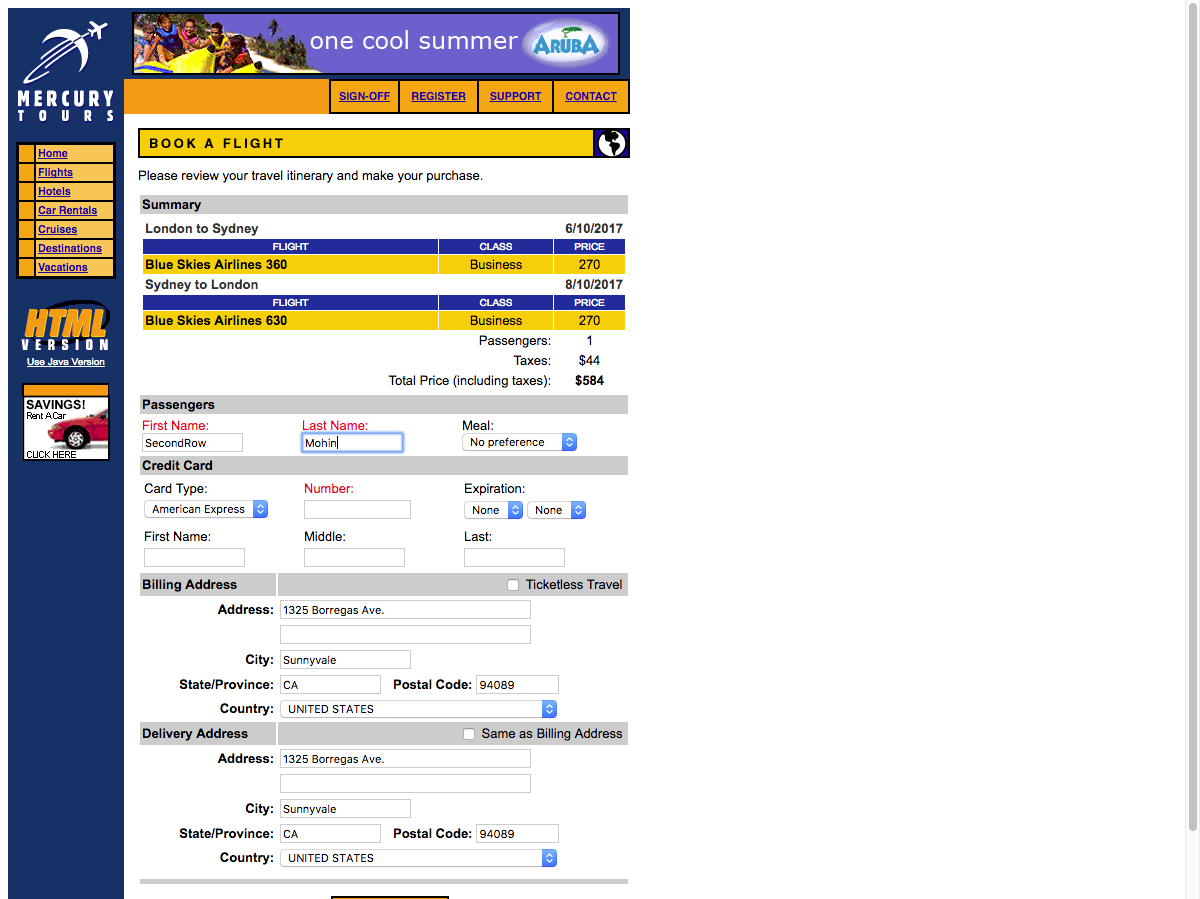 one cool summer ARUBA
MERCURY
TOURS
SIGN-OFF REGISTER SUPPORT CONTACT
BOOK A FLIGHT
Home
Flights
Hotels
Car Rentals
Cruises
Destinations
Vacations
HTML
VERSION
Use Java Version
SAVINGS!
Rent A Car
CLICK HERE
Please review your travel itinerary and make your purchase.
Summary
London to Sydney 6/10/2017
FLIGHT CLASS PRICE
Blue Skies Airlines 360 Business 270
Sydney to London 8/10/2017
FLIGHT CLASS PRICE
Blue Skies Airlines 630 Business 270
Passengers: 1
Taxes: $44
Total Price (including taxes): $584
Passengers
First Name: Last Name: Meal:
SecondRow Mohin No preference
Credit Card
Card Type: Number: Expiration:
American Express None None
First Name: Middle: Last:
Billing Address Ticketless Travel
Address: 1325 Borregas Ave.
City: Sunnyvale
State/Province: CA Postal Code: 94089
Country: UNITED STATES
Delivery Address Same as Billing Address
Address: 1325 Borregas Ave.
City: Sunnyvale
State/Province: CA Postal Code: 94089
Country: UNITED STATES